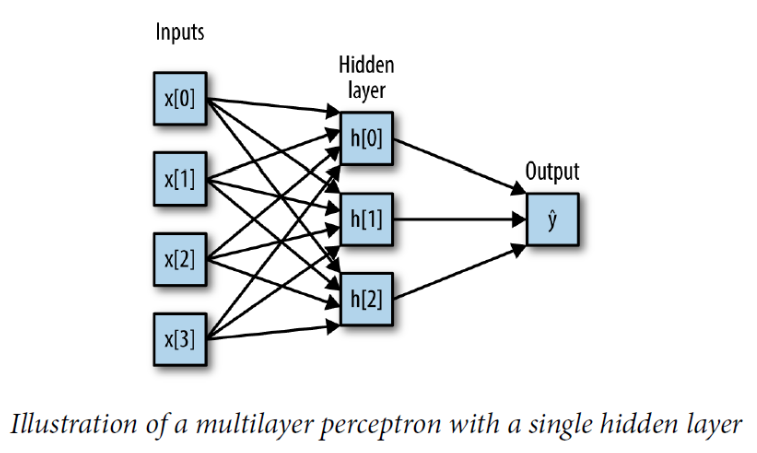 Inputs
x[0]
x[1]
x[2]
x[3]
Hidden
layer
h[0]
h[1]
h[2]
Output
ŷ
Illustration of a multilayer perceptron with a single hidden layer